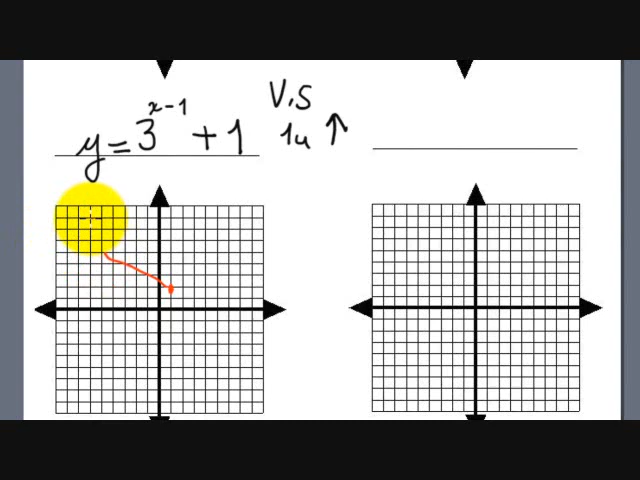 V.S
y = 3^{x-1} + 1 1u ↑